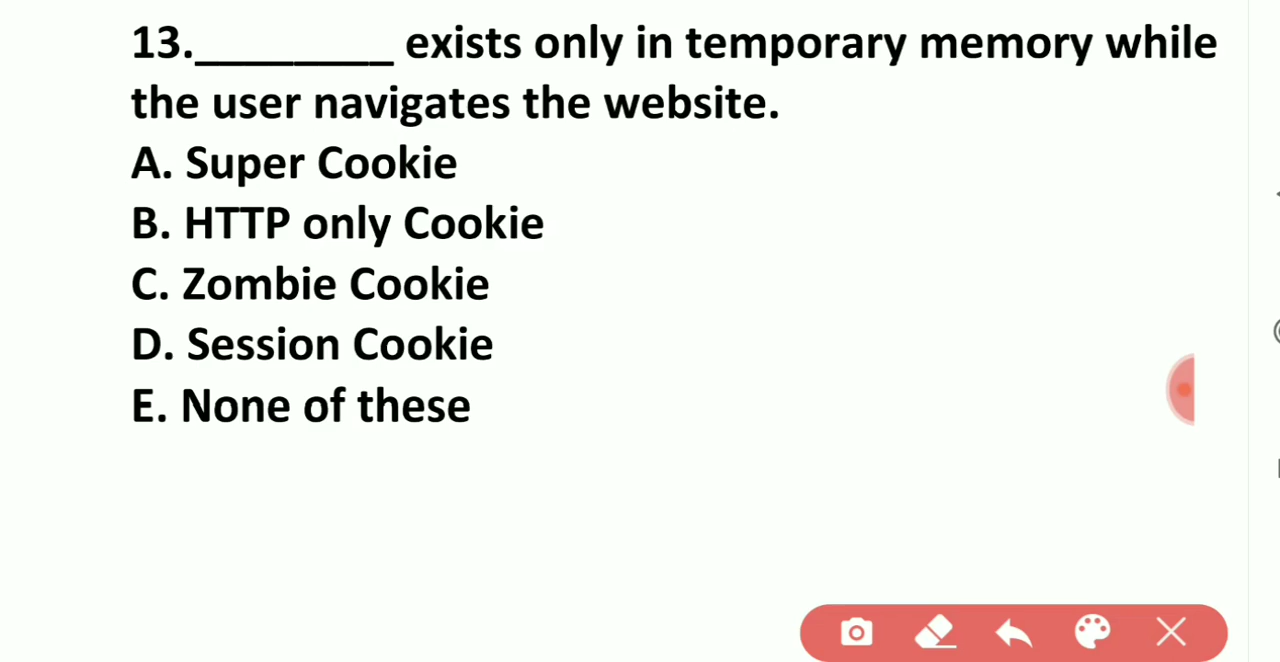 13.________ exists only in temporary memory while
the user navigates the website.
A. Super Cookie
B. HTTP only Cookie
C. Zombie Cookie
D. Session Cookie
E. None of these